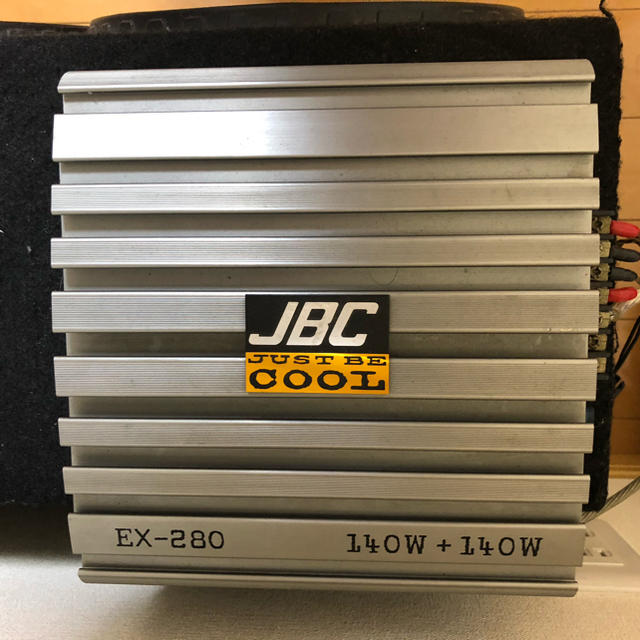 JBC
JUST BE
COOL
EX-280 140W + 140W